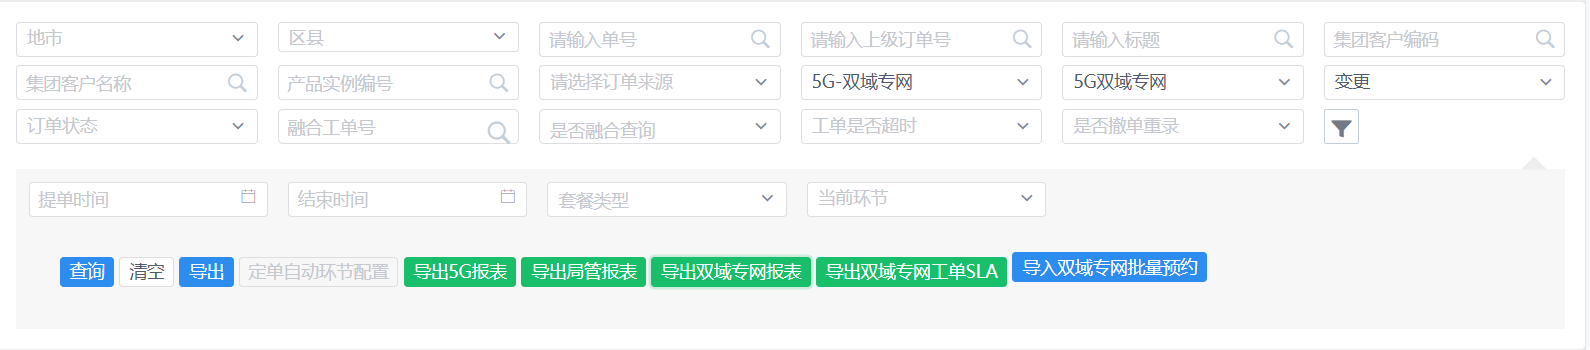 地市 区县 请输入单号 请输入上级订单号 请输入标题 集团客户编码
集团客户名称 产品实例编号 请选择订单来源 5G-双域专网 5G双域专网 变更
订单状态 融合工单号 是否融合查询 工单是否超时 是否撤单重录
提单时间 结束时间 套餐类型 当前环节
查询 清空 导出 定单自动环节配置 导出5G报表 导出局管报表 导出双域专网报表 导出双域专网工单SLA 导入双域专网批量预约